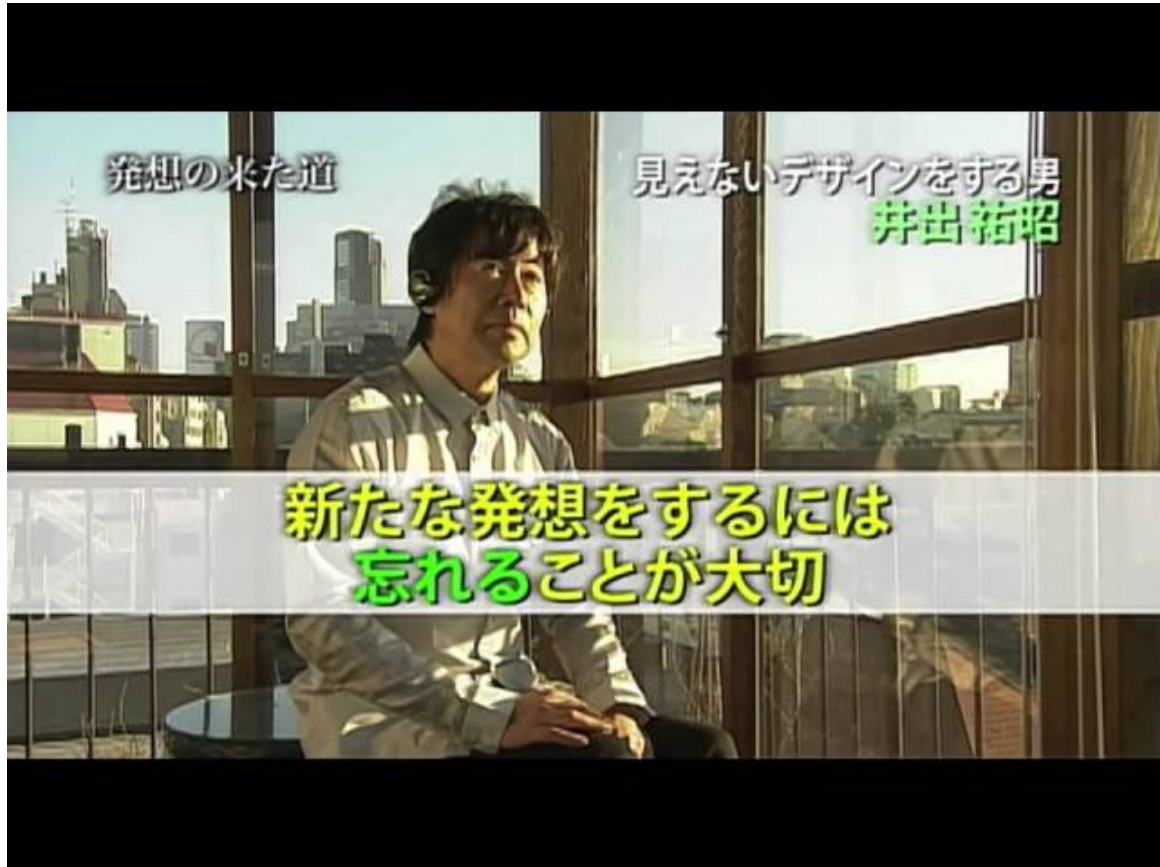 発想の来た道
見えないデザインをする男
井出 祐昭
新たな発想をするには
忘れることが大切